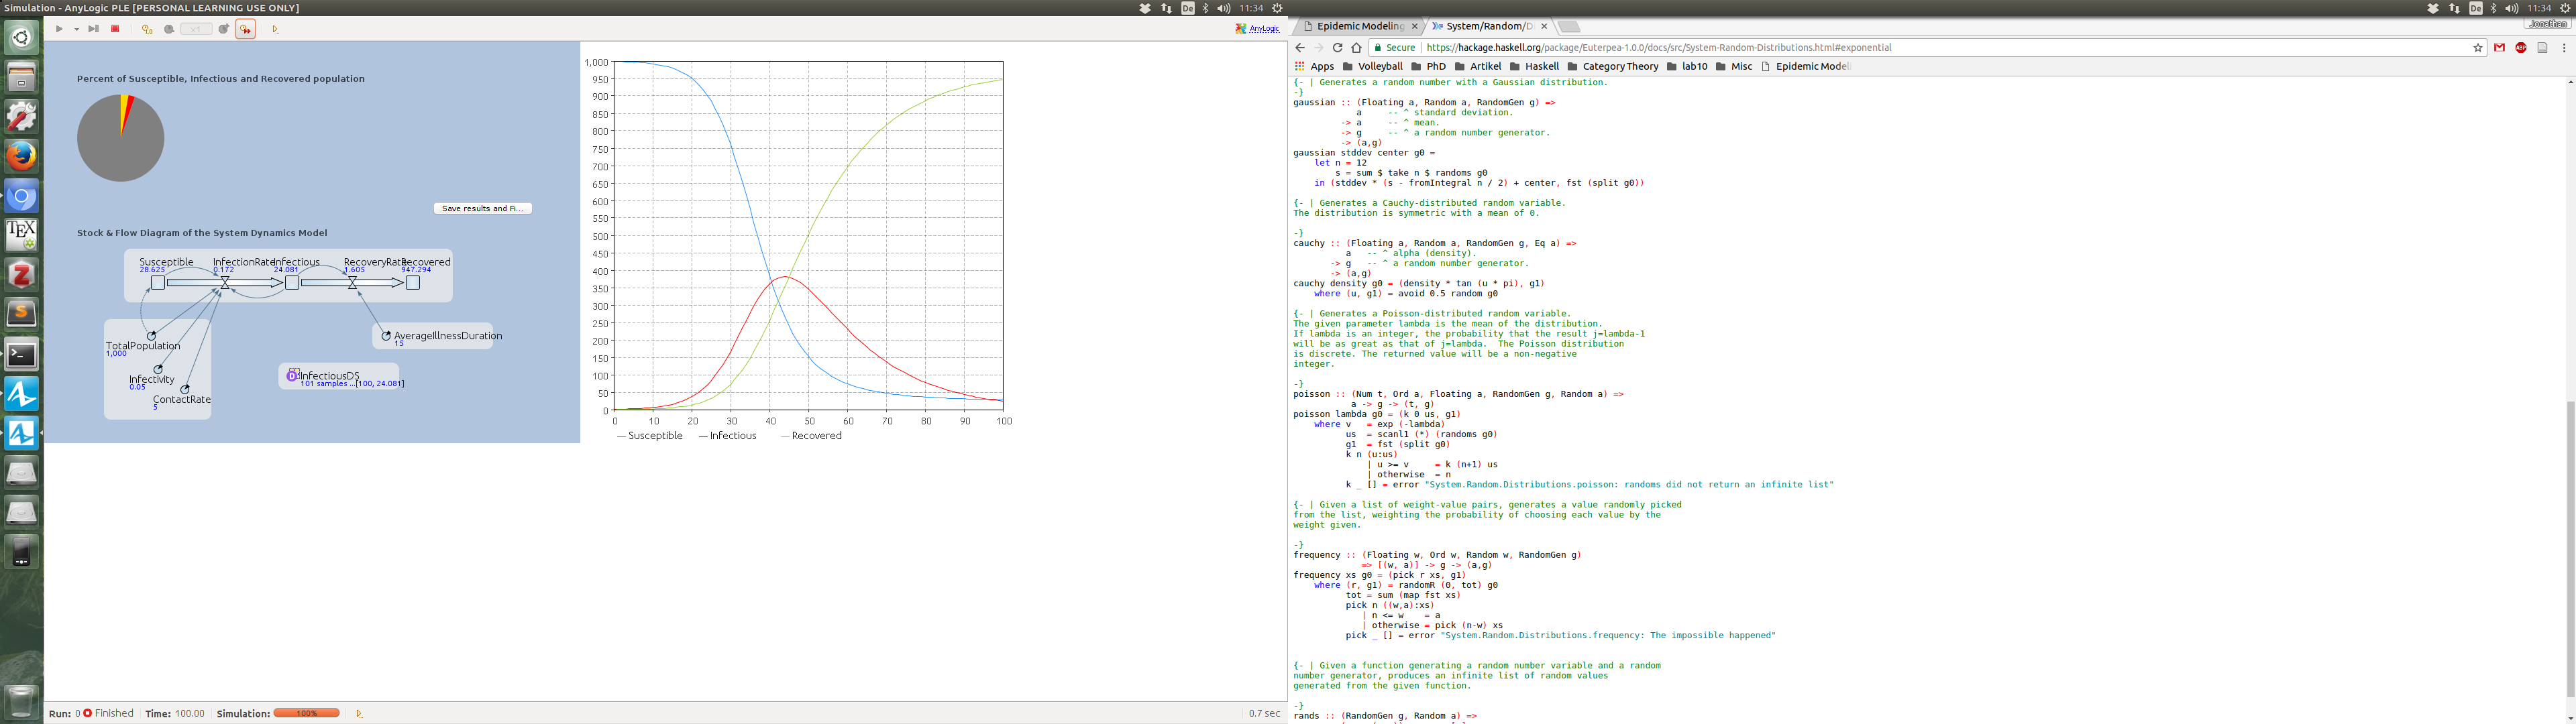 Simulation - AnyLogic PLE [PERSONAL LEARNING USE ONLY]
De
11:34
x1
AnyLogic
Percent of Susceptible, Infectious and Recovered population
Save results and Fi...
Stock & Flow Diagram of the System Dynamics Model
Susceptible
28.625
InfectionRate
0.172
Infectious
24.081
RecoveryRate
1.605
Recovered
947.294
TotalPopulation
1,000
Infectivity
0.05
ContactRate
5
AverageIllnessDuration
15
InfectiousDS
101 samples ...[100, 24.081]
1,000
950
900
850
800
750
700
650
600
550
500
450
400
350
300
250
200
150
100
50
0
0 10 20 30 40 50 60 70 80 90 100
Susceptible Infectious Recovered
Run: 0 Finished Time: 100.00 Simulation: 100% 0.7 sec
De
11:34
Epidemic Modeling
System/Random/D
Jonathan
Secure https://hackage.haskell.org/package/Euterpea-1.0.0/docs/src/System-Random-Distributions.html#exponential
Apps Volleyball PhD Artikel Haskell Category Theory lab10 Misc Epidemic Model
{- | Generates a random number with a Gaussian distribution.
-}
gaussian :: (Floating a, Random a, RandomGen g) =>
a -- ^ standard deviation.
-> a -- ^ mean.
-> g -- ^ a random number generator.
-> (a,g)
gaussian stddev center g0 =
let n = 12
s = sum $ take n $ randoms g0
in (stddev * (s - fromIntegral n / 2) + center, fst (split g0))
{- | Generates a Cauchy-distributed random variable.
The distribution is symmetric with a mean of 0.
-}
cauchy :: (Floating a, Random a, RandomGen g, Eq a) =>
a -- ^ alpha (density).
-> g -- ^ a random number generator.
-> (a,g)
cauchy density g0 = (density * tan (u * pi), g1)
where (u, g1) = avoid 0.5 random g0
{- | Generates a Poisson-distributed random variable.
The given parameter lambda is the mean of the distribution.
If lambda is an integer, the probability that the result j=lambda-1
will be as great as that of j=lambda. The Poisson distribution
is discrete. The returned value will be a non-negative
integer.
-}
poisson :: (Num t, Ord a, Floating a, RandomGen g, Random a) =>
a -> g -> (t, g)
poisson lambda g0 = (k 0 us, g1)
where v = exp (-lambda)
us = scanl1 (*) (randoms g0)
g1 = fst (split g0)
k n (u:us)
| u >= v = k (n+1) us
| otherwise = n
k _ [] = error "System.Random.Distributions.poisson: randoms did not return an infinite list"
{- | Given a list of weight-value pairs, generates a value randomly picked
from the list, weighting the probability of choosing each value by the
weight given.
-}
frequency :: (Floating w, Ord w, Random w, RandomGen g)
=> [(w, a)] -> g -> (a,g)
frequency xs g0 = (pick r xs, g1)
where (r, g1) = randomR (0, tot) g0
tot = sum (map fst xs)
pick n ((w,a):xs)
| n <= w = a
| otherwise = pick (n-w) xs
pick _ [] = error "System.Random.Distributions.frequency: The impossible happened"
{- | Given a function generating a random number variable and a random
number generator, produces an infinite list of random values
generated from the given function.
-}
rands :: (RandomGen g, Random a) =>